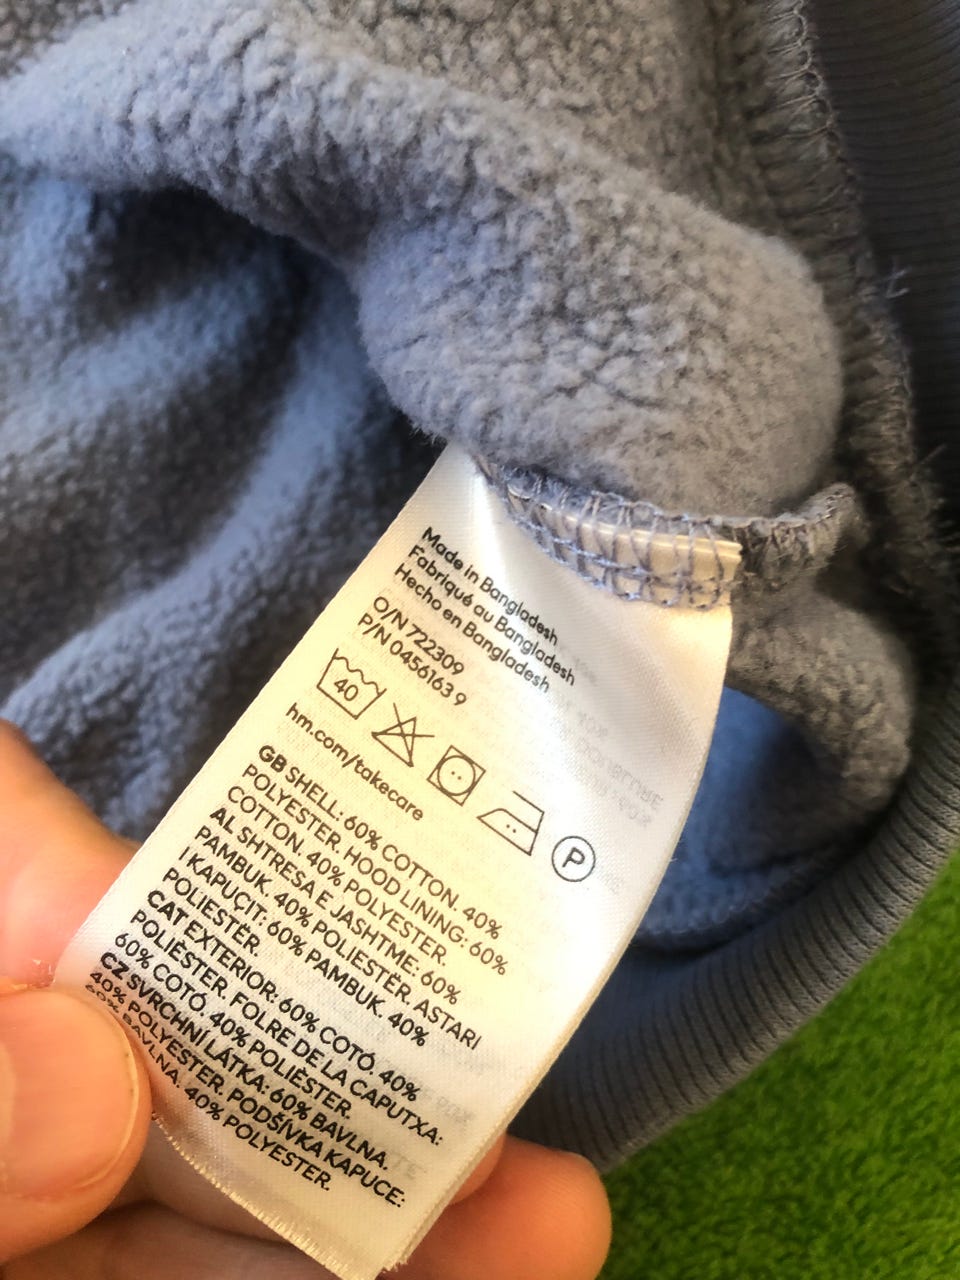 Made in Bangladesh
Fabriqué au Bangladesh
Hecho en Bangladesh
O/N 722309
P/N 0456163 9
40
P
hm.com/takecare
GB SHELL: 60% COTTON. 40%
POLYESTER. HOOD LINING: 60%
COTTON. 40% POLYESTER.
AL SHTRESA E JASHTME: 60%
PAMBUK. 40% POLIESTËR. ASTARI
I KAPUÇIT: 60% PAMBUK. 40%
POLIESTËR.
CAT EXTERIOR: 60% COTÓ. 40%
POLIÈSTER. FOLRE DE LA CAPUTXA:
60% COTÓ. 40% POLIÈSTER.
CZ SVRCHNÍ LÁTKA: 60% BAVLNA.
40% POLYESTER. PODŠÍVKA KAPUCE:
60% BAVLNA. 40% POLYESTER.